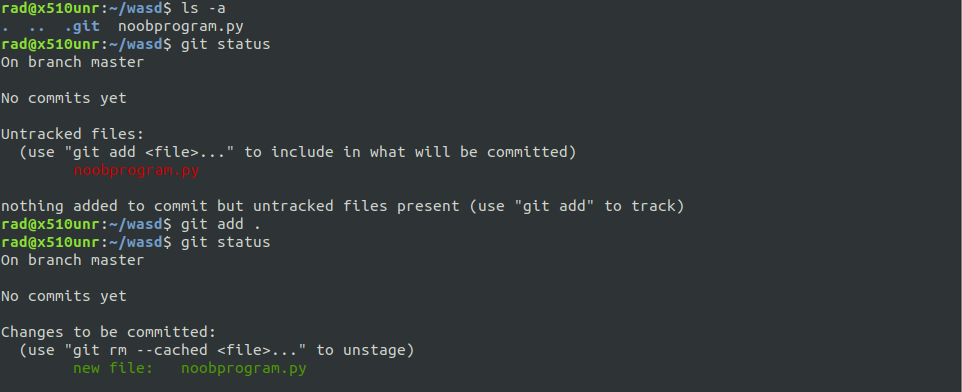 rad@x510unr:~/wasd$ ls -a
.  ..  .git  noobprogram.py
rad@x510unr:~/wasd$ git status
On branch master
No commits yet
Untracked files:
  (use "git add <file>..." to include in what will be committed)
        noobprogram.py
nothing added to commit but untracked files present (use "git add" to track)
rad@x510unr:~/wasd$ git add .
rad@x510unr:~/wasd$ git status
On branch master
No commits yet
Changes to be committed:
  (use "git rm --cached <file>..." to unstage)
        new file:   noobprogram.py